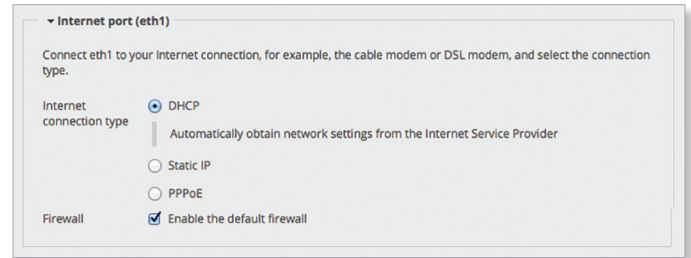 Internet port (eth1)
Connect eth1 to your Internet connection, for example, the cable modem or DSL modem, and select the connection
type.
Internet
connection type
DHCP
Automatically obtain network settings from the Internet Service Provider
Static IP
PPPoE
Firewall
Enable the default firewall